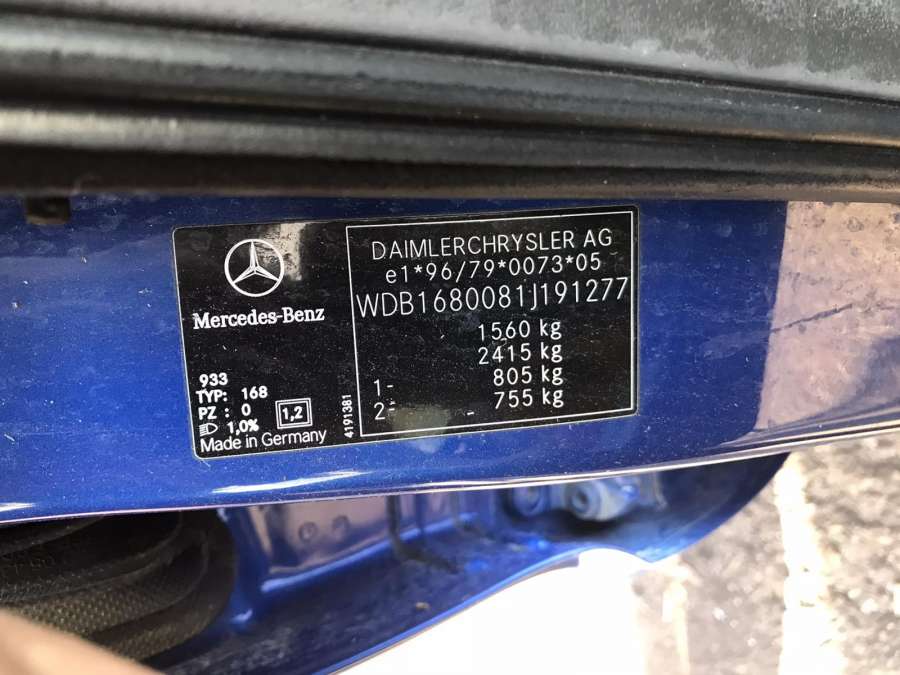 Mercedes-Benz
933
TYP: 168
PZ : 0
1,0%
1,2
Made in Germany
4191381
DAIMLERCHRYSLER AG
e1*96/79*0073*05
WDB1680081J191277
1560 kg
2415 kg
1- 805 kg
2- - 755 kg